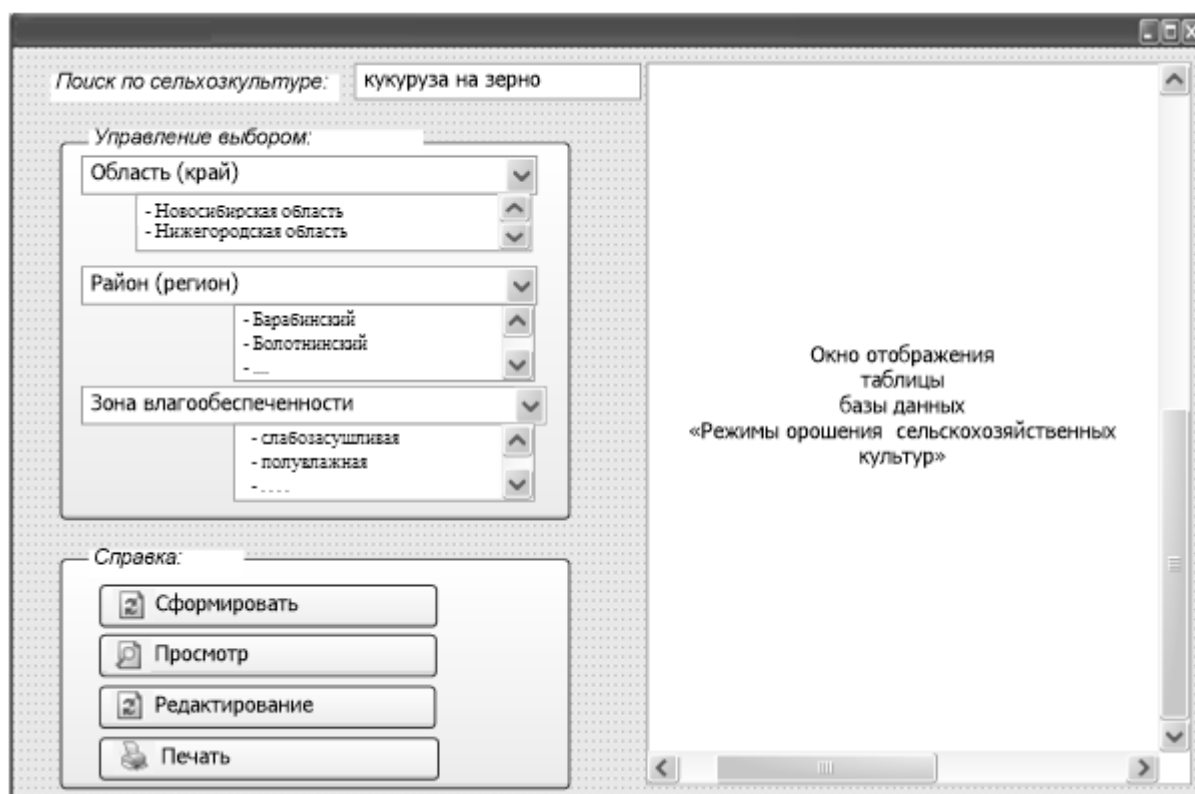 Поиск по сельхозкультуре: кукуруза на зерно
Управление выбором:
Область (край)
- Новосибирская область
- Нижегородская область
Район (регион)
- Барабинский
- Болотнинский
- __
Зона влагообеспеченности
- слабозасушливая
- полувлажная
- . . . .
Справка:
Сформировать
Просмотр
Редактирование
Печать
Окно отображения
таблицы
базы данных
«Режимы орошения сельскохозяйственных
культур»